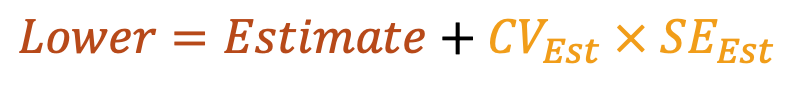 Lower = Estimate + CV_Est × SE_Est